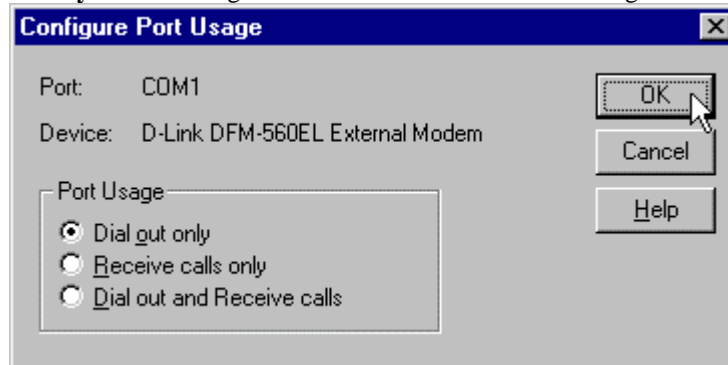 Configure Port Usage
Port: COM1
Device: D-Link DFM-560EL External Modem
OK
Cancel
Help
Port Usage
Dial out only
Receive calls only
Dial out and Receive calls